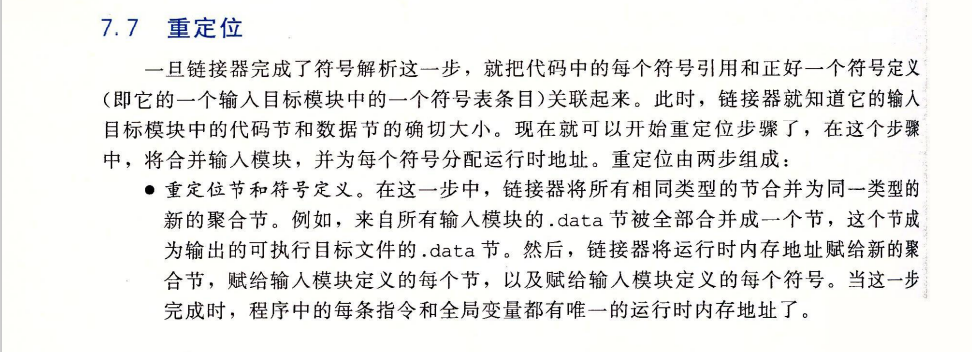 7.7 重定位
一旦链接器完成了符号解析这一步，就把代码中的每个符号引用和正好一个符号定义
(即它的一个输入目标模块中的一个符号表条目)关联起来。此时，链接器就知道它的输入
目标模块中的代码节和数据节的确切大小。现在就可以开始重定位步骤了，在这个步骤
中，将合并输入模块，并为每个符号分配运行时地址。重定位由两步组成：
● 重定位节和符号定义。在这一步中，链接器将所有相同类型的节合并为同一类型的
新的聚合节。例如，来自所有输入模块的.data 节被全部合并成一个节，这个节成
为输出的可执行目标文件的.data 节。然后，链接器将运行时内存地址赋给新的聚
合节，赋给输入模块定义的每个节，以及赋给输入模块定义的每个符号。当这一步
完成时，程序中的每条指令和全局变量都有唯一的运行时内存地址了。